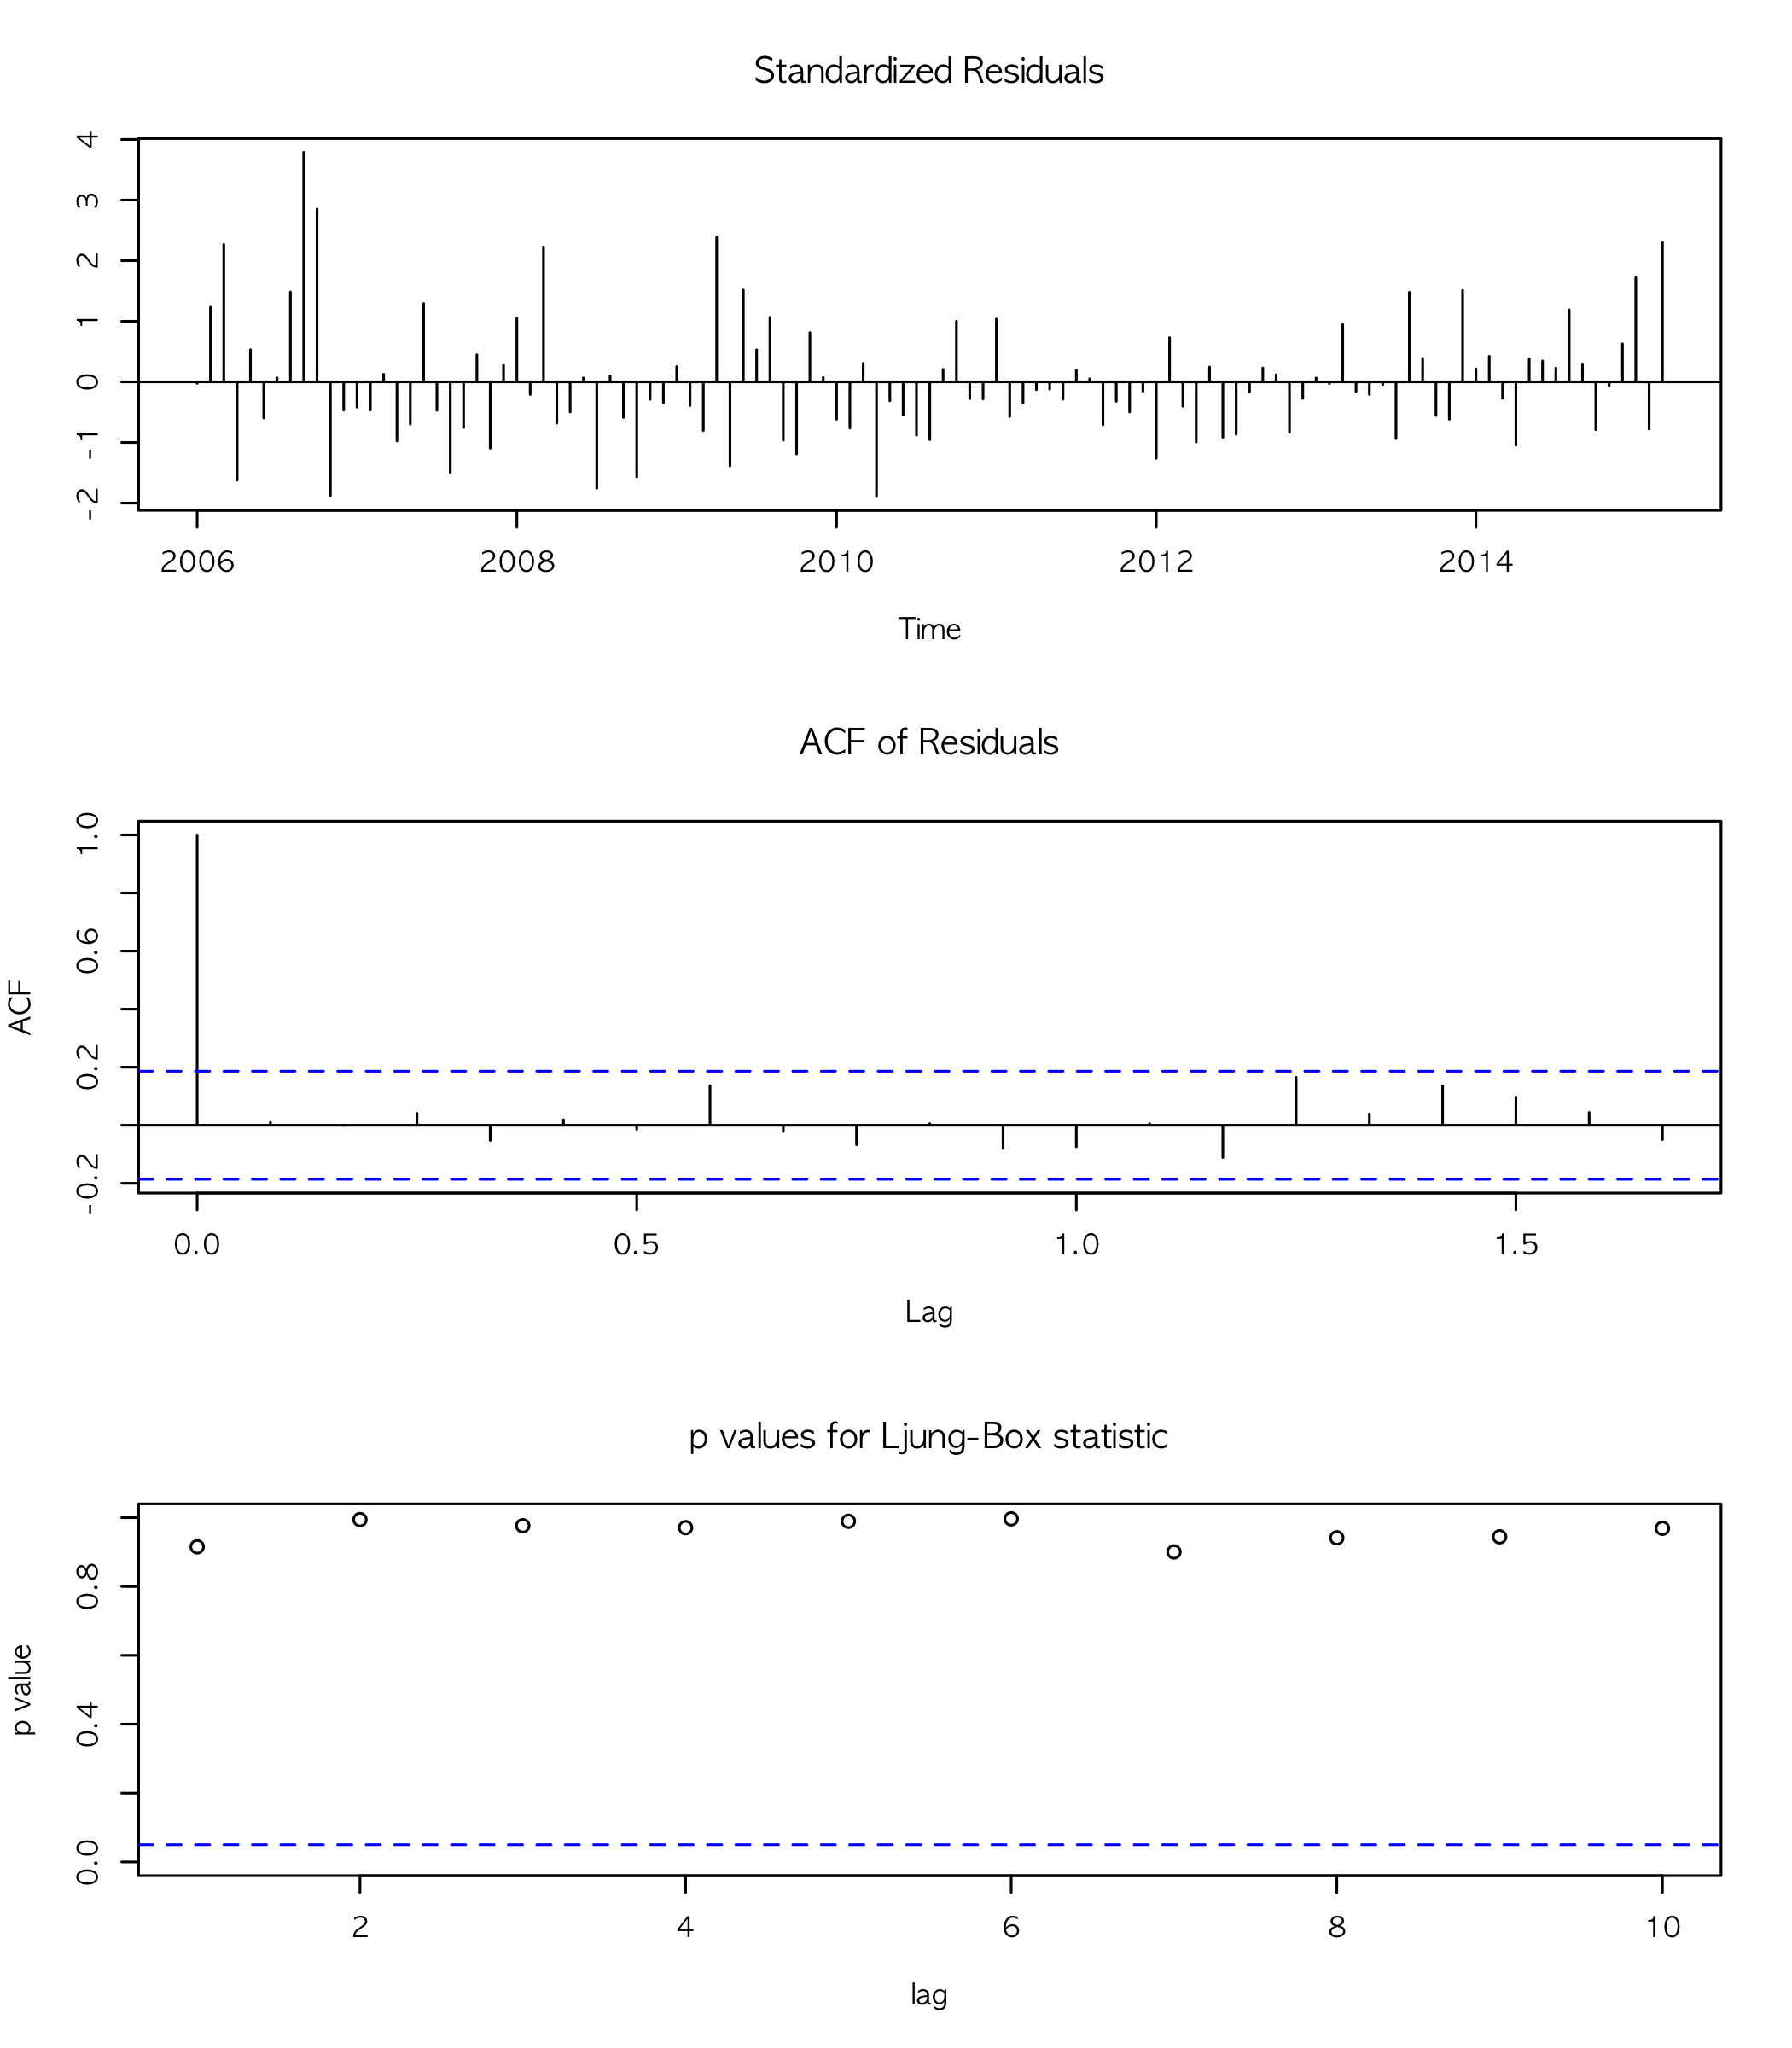 Standardized Residuals
4
3
2
1
0
-1
-2
2006 2008 2010 2012 2014
Time
ACF of Residuals
ACF
1.0
0.6
0.2
-0.2
0.0 0.5 1.0 1.5
Lag
p values for Ljung-Box statistic
p value
0.8
0.4
0.0
2 4 6 8 10
lag